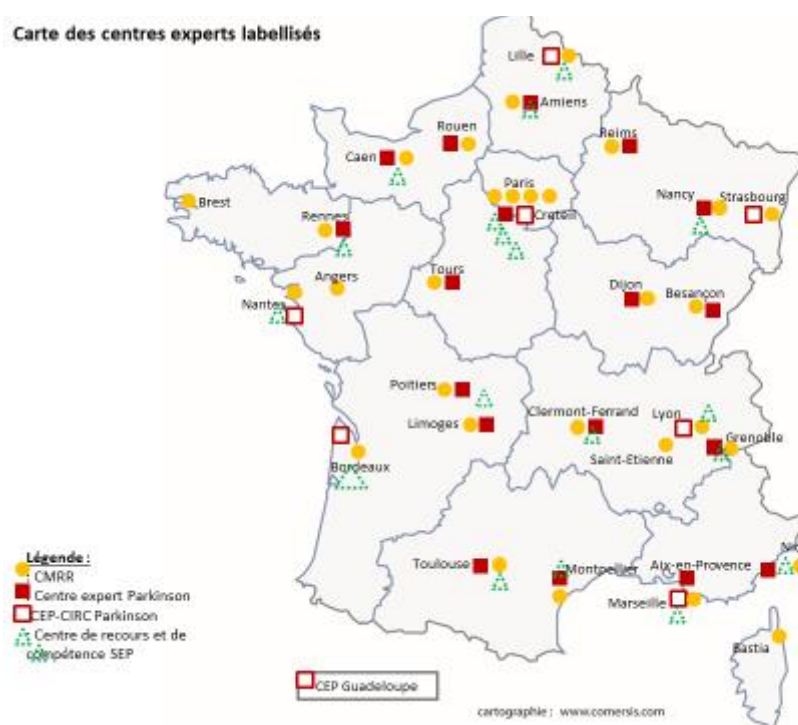 Carte des centres experts labellisés
Lille
Amiens
Rouen
Reims
Caen
Paris
Nancy
Strasbourg
Brest
Créteil
Rennes
Angers
Tours
Dijon
Besançon
Nantes
Poitiers
Limoges
Clermont-Ferrand
Lyon
Grenoble
Saint-Etienne
Bordeaux
Toulouse
Montpellier
Aix-en-Provence
Marseille
Bastia
Légende :
CMRR
Centre expert Parkinson
CEP-CIRC Parkinson
Centre de recours et de
compétence SEP
CEP Guadeloupe
cartographie : www.comersis.com